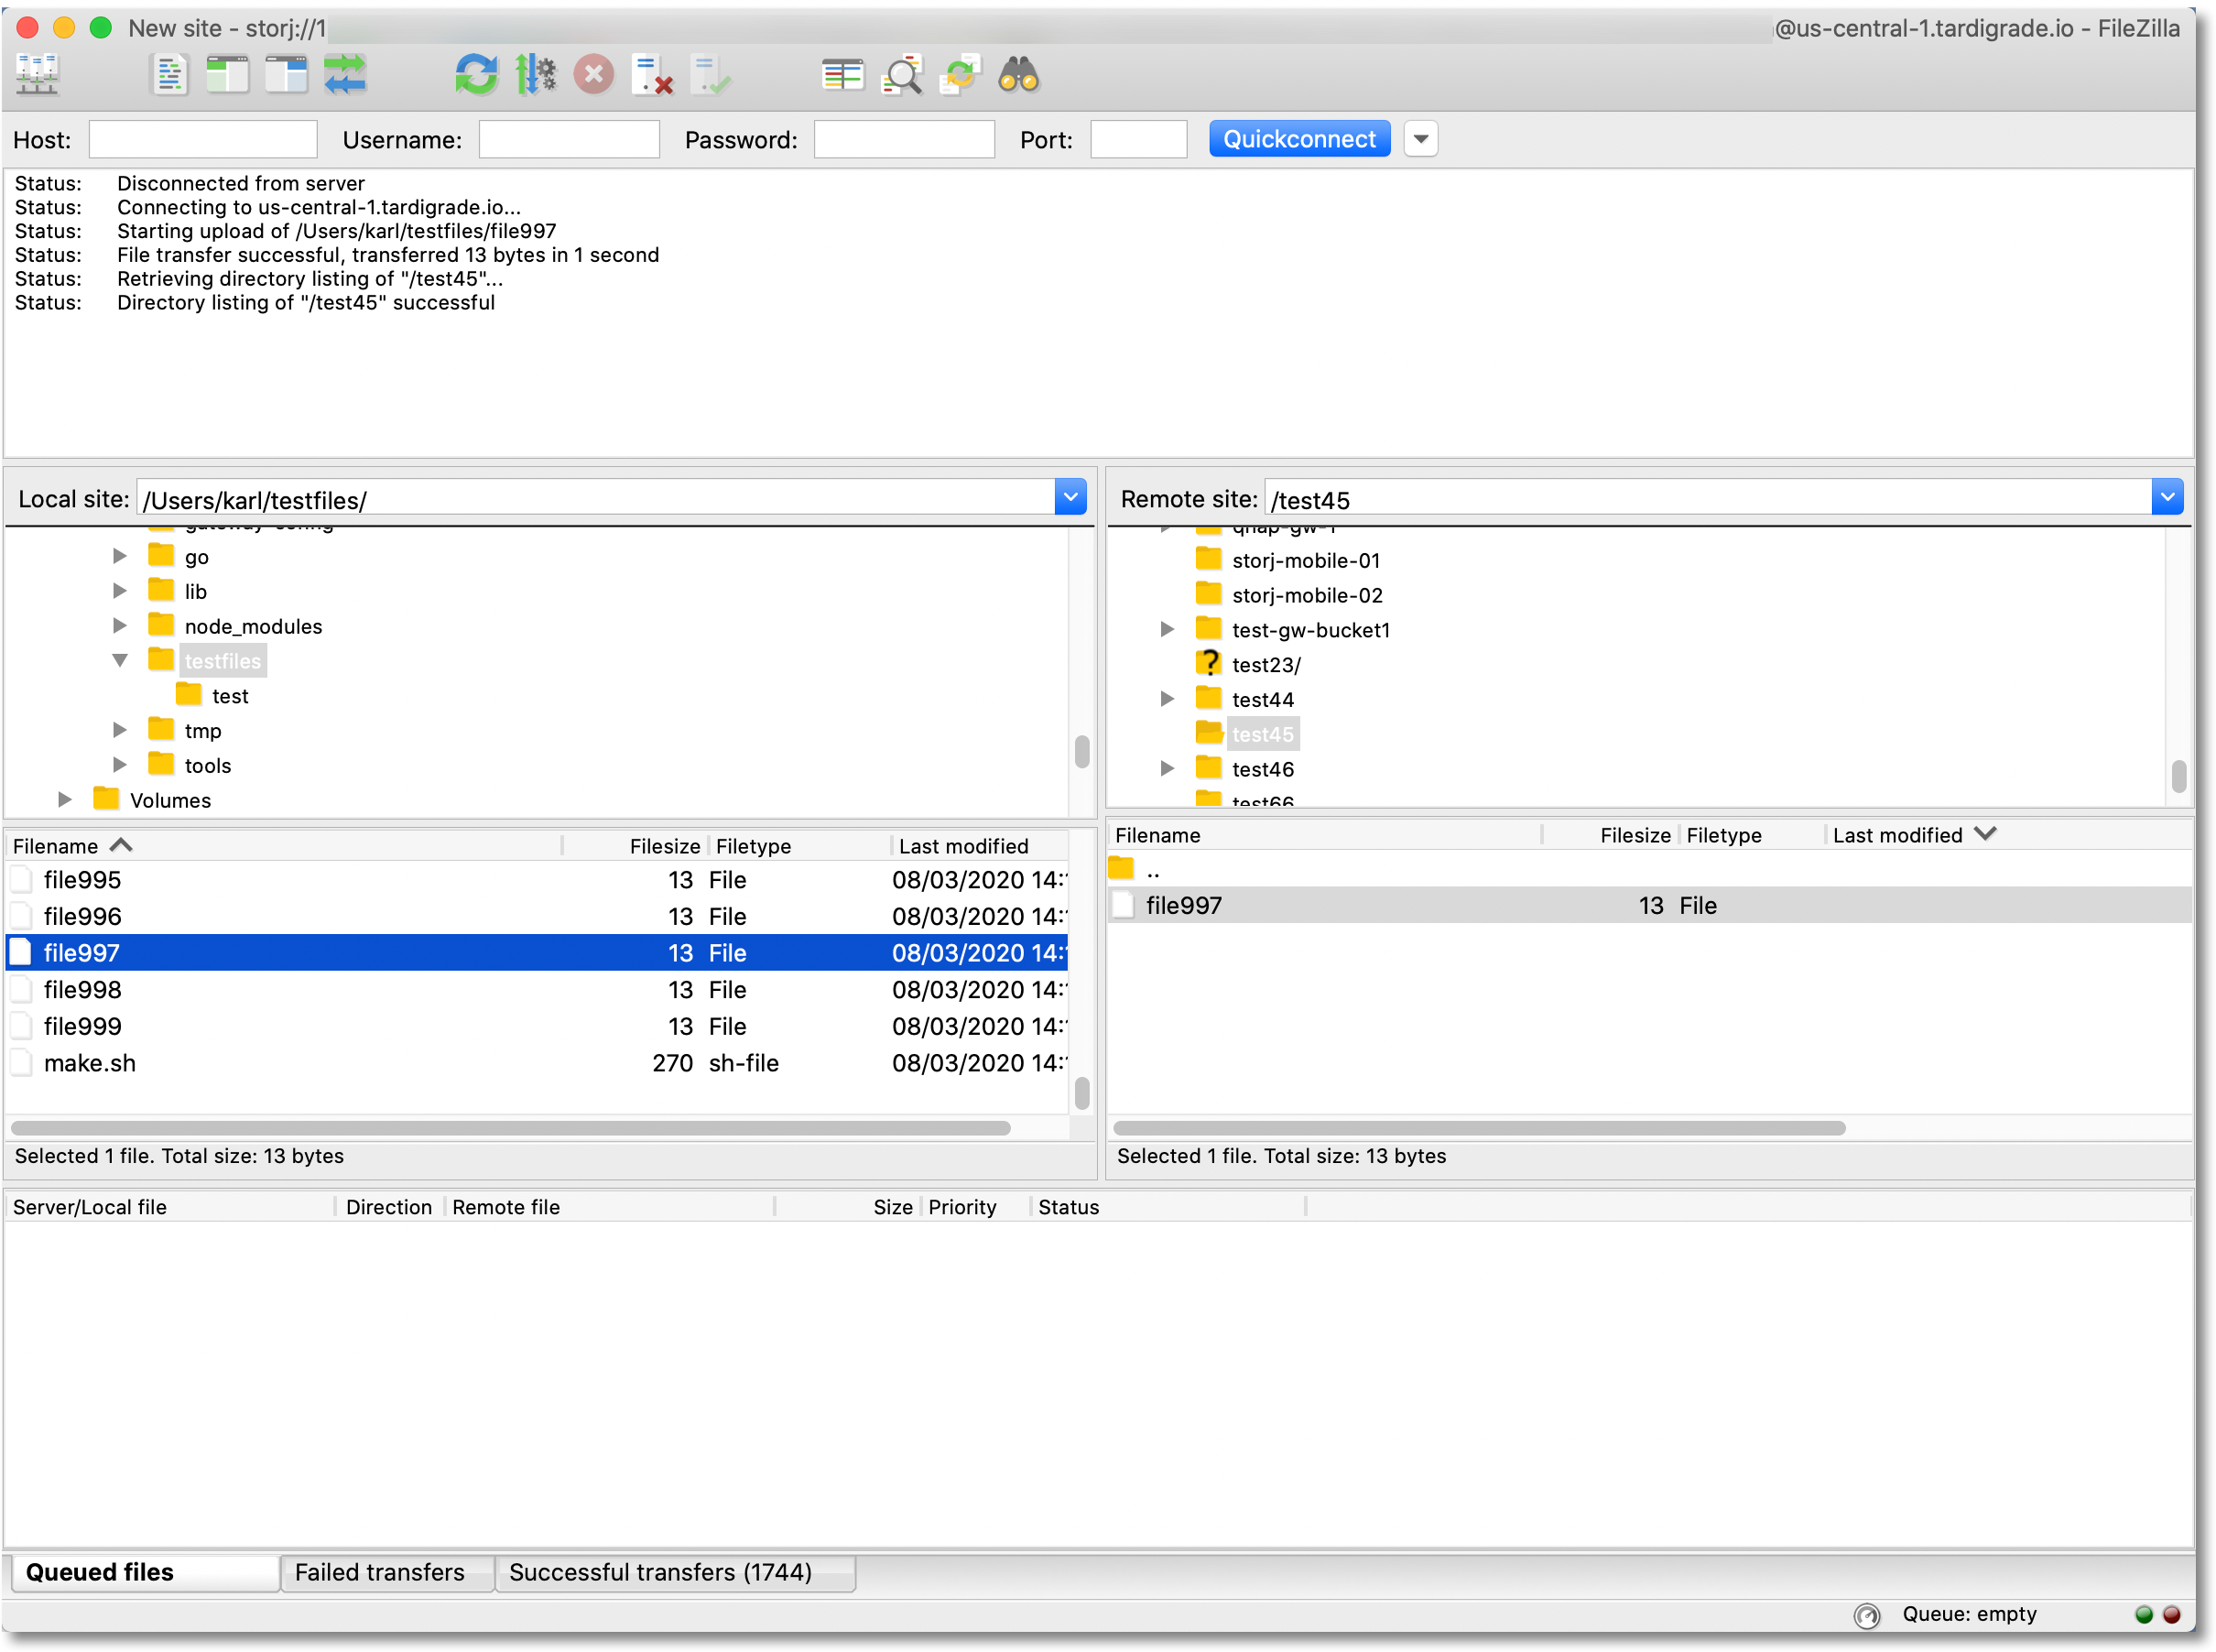 New site - storj://1 @us-central-1.tardigrade.io - FileZilla
Host: Username: Password: Port: Quickconnect
Status: Disconnected from server
Status: Connecting to us-central-1.tardigrade.io...
Status: Starting upload of /Users/karl/testfiles/file997
Status: File transfer successful, transferred 13 bytes in 1 second
Status: Retrieving directory listing of "/test45"...
Status: Directory listing of "/test45" successful
Local site: /Users/karl/testfiles/
gateway-config
go
lib
node_modules
testfiles
test
tmp
tools
Volumes
Filename Filesize Filetype Last modified
file995 13 File 08/03/2020 14:
file996 13 File 08/03/2020 14:
file997 13 File 08/03/2020 14:
file998 13 File 08/03/2020 14:
file999 13 File 08/03/2020 14:
make.sh 270 sh-file 08/03/2020 14:
Selected 1 file. Total size: 13 bytes
Remote site: /test45
qnap-gw-1
storj-mobile-01
storj-mobile-02
test-gw-bucket1
test23/
test44
test45
test46
test66
Filename Filesize Filetype Last modified
..
file997 13 File
Selected 1 file. Total size: 13 bytes
Server/Local file Direction Remote file Size Priority Status
Queued files Failed transfers Successful transfers (1744)
Queue: empty